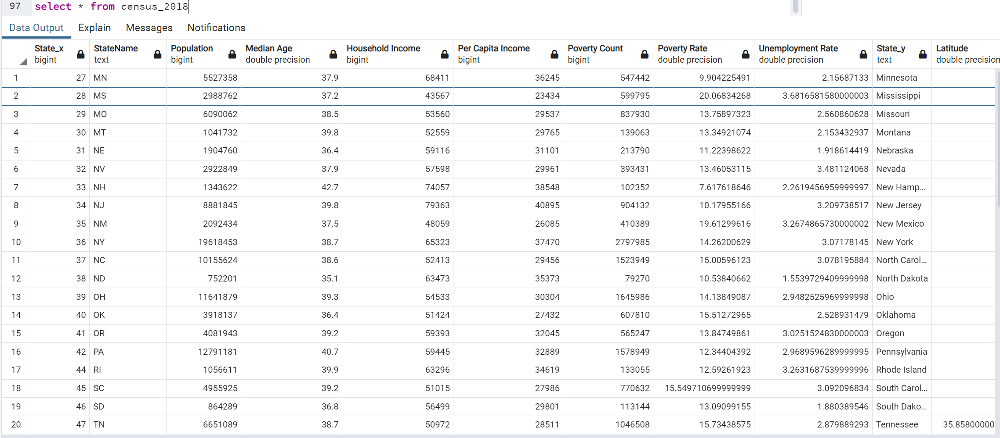 97 select * from census_2018
Data Output Explain Messages Notifications
State_x StateName Population Median Age Household Income Per Capita Income Poverty Count Poverty Rate Unemployment Rate State_y Latitude
bigint text bigint double precision bigint bigint bigint double precision double precision text double precision
1 27 MN 5527358 37.9 68411 36245 547442 9.904225491 2.15687133 Minnesota
2 28 MS 2988762 37.2 43567 23434 599795 20.06834268 3.6816581580000003 Mississippi
3 29 MO 6090062 38.5 53560 29537 837930 13.75897323 2.560860628 Missouri
4 30 MT 1041732 39.8 52559 29765 139063 13.34921074 2.153432937 Montana
5 31 NE 1904760 36.4 59116 31101 213790 11.22398622 1.918614419 Nebraska
6 32 NV 2922849 37.9 57598 29961 393431 13.46053115 3.481124068 Nevada
7 33 NH 1343622 42.7 74057 38548 102352 7.617618646 2.2619456959999997 New Hamp...
8 34 NJ 8881845 39.8 79363 40895 904132 10.17955166 3.209738517 New Jersey
9 35 NM 2092434 37.5 48059 26085 410389 19.61299616 3.2674865730000002 New Mexico
10 36 NY 19618453 38.7 65323 37470 2797985 14.26200629 3.07178145 New York
11 37 NC 10155624 38.6 52413 29456 1523949 15.00596123 3.078195884 North Carol...
12 38 ND 752201 35.1 63473 35373 79270 10.53840662 1.5539729409999998 North Dakota
13 39 OH 11641879 39.3 54533 30304 1645986 14.13849087 2.9482525969999998 Ohio
14 40 OK 3918137 36.4 51424 27432 607810 15.51272965 2.528931479 Oklahoma
15 41 OR 4081943 39.2 59393 32045 565247 13.84749861 3.0251524830000003 Oregon
16 42 PA 12791181 40.7 59445 32889 1578949 12.34404392 2.9689596289999995 Pennsylvania
17 44 RI 1056611 39.9 63296 34619 133055 12.59261923 3.2631687539999996 Rhode Island
18 45 SC 4955925 39.2 51015 27986 770632 15.549710699999999 3.092096834 South Carol...
19 46 SD 864289 36.8 56499 29801 113144 13.09099155 1.880389546 South Dako...
20 47 TN 6651089 38.7 50972 28511 1046508 15.73438575 2.879889293 Tennessee 35.85800000